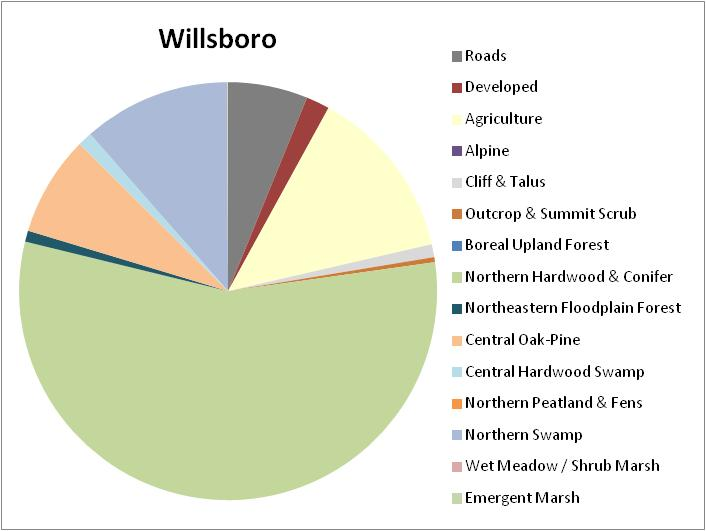 Willsboro
Roads
Developed
Agriculture
Alpine
Cliff & Talus
Outcrop & Summit Scrub
Boreal Upland Forest
Northern Hardwood & Conifer
Northeastern Floodplain Forest
Central Oak-Pine
Central Hardwood Swamp
Northern Peatland & Fens
Northern Swamp
Wet Meadow / Shrub Marsh
Emergent Marsh